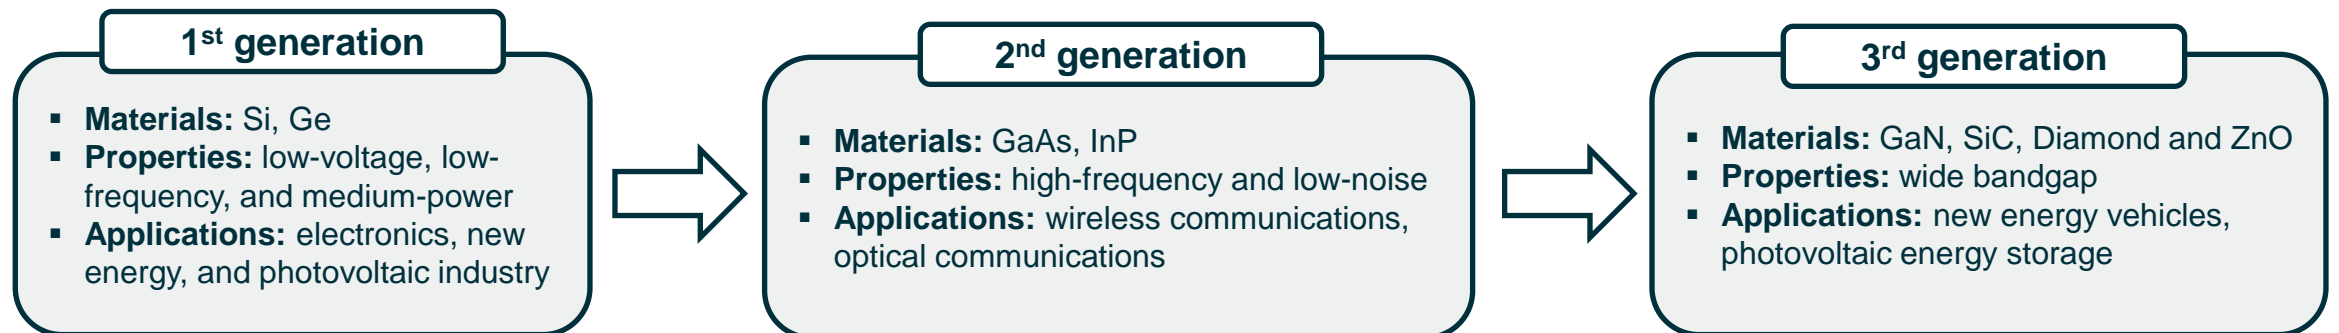 1st generation
▪ Materials: Si, Ge
▪ Properties: low-voltage, low-
frequency, and medium-power
▪ Applications: electronics, new
energy, and photovoltaic industry
2nd generation
▪ Materials: GaAs, InP
▪ Properties: high-frequency and low-noise
▪ Applications: wireless communications,
optical communications
3rd generation
▪ Materials: GaN, SiC, Diamond and ZnO
▪ Properties: wide bandgap
▪ Applications: new energy vehicles,
photovoltaic energy storage